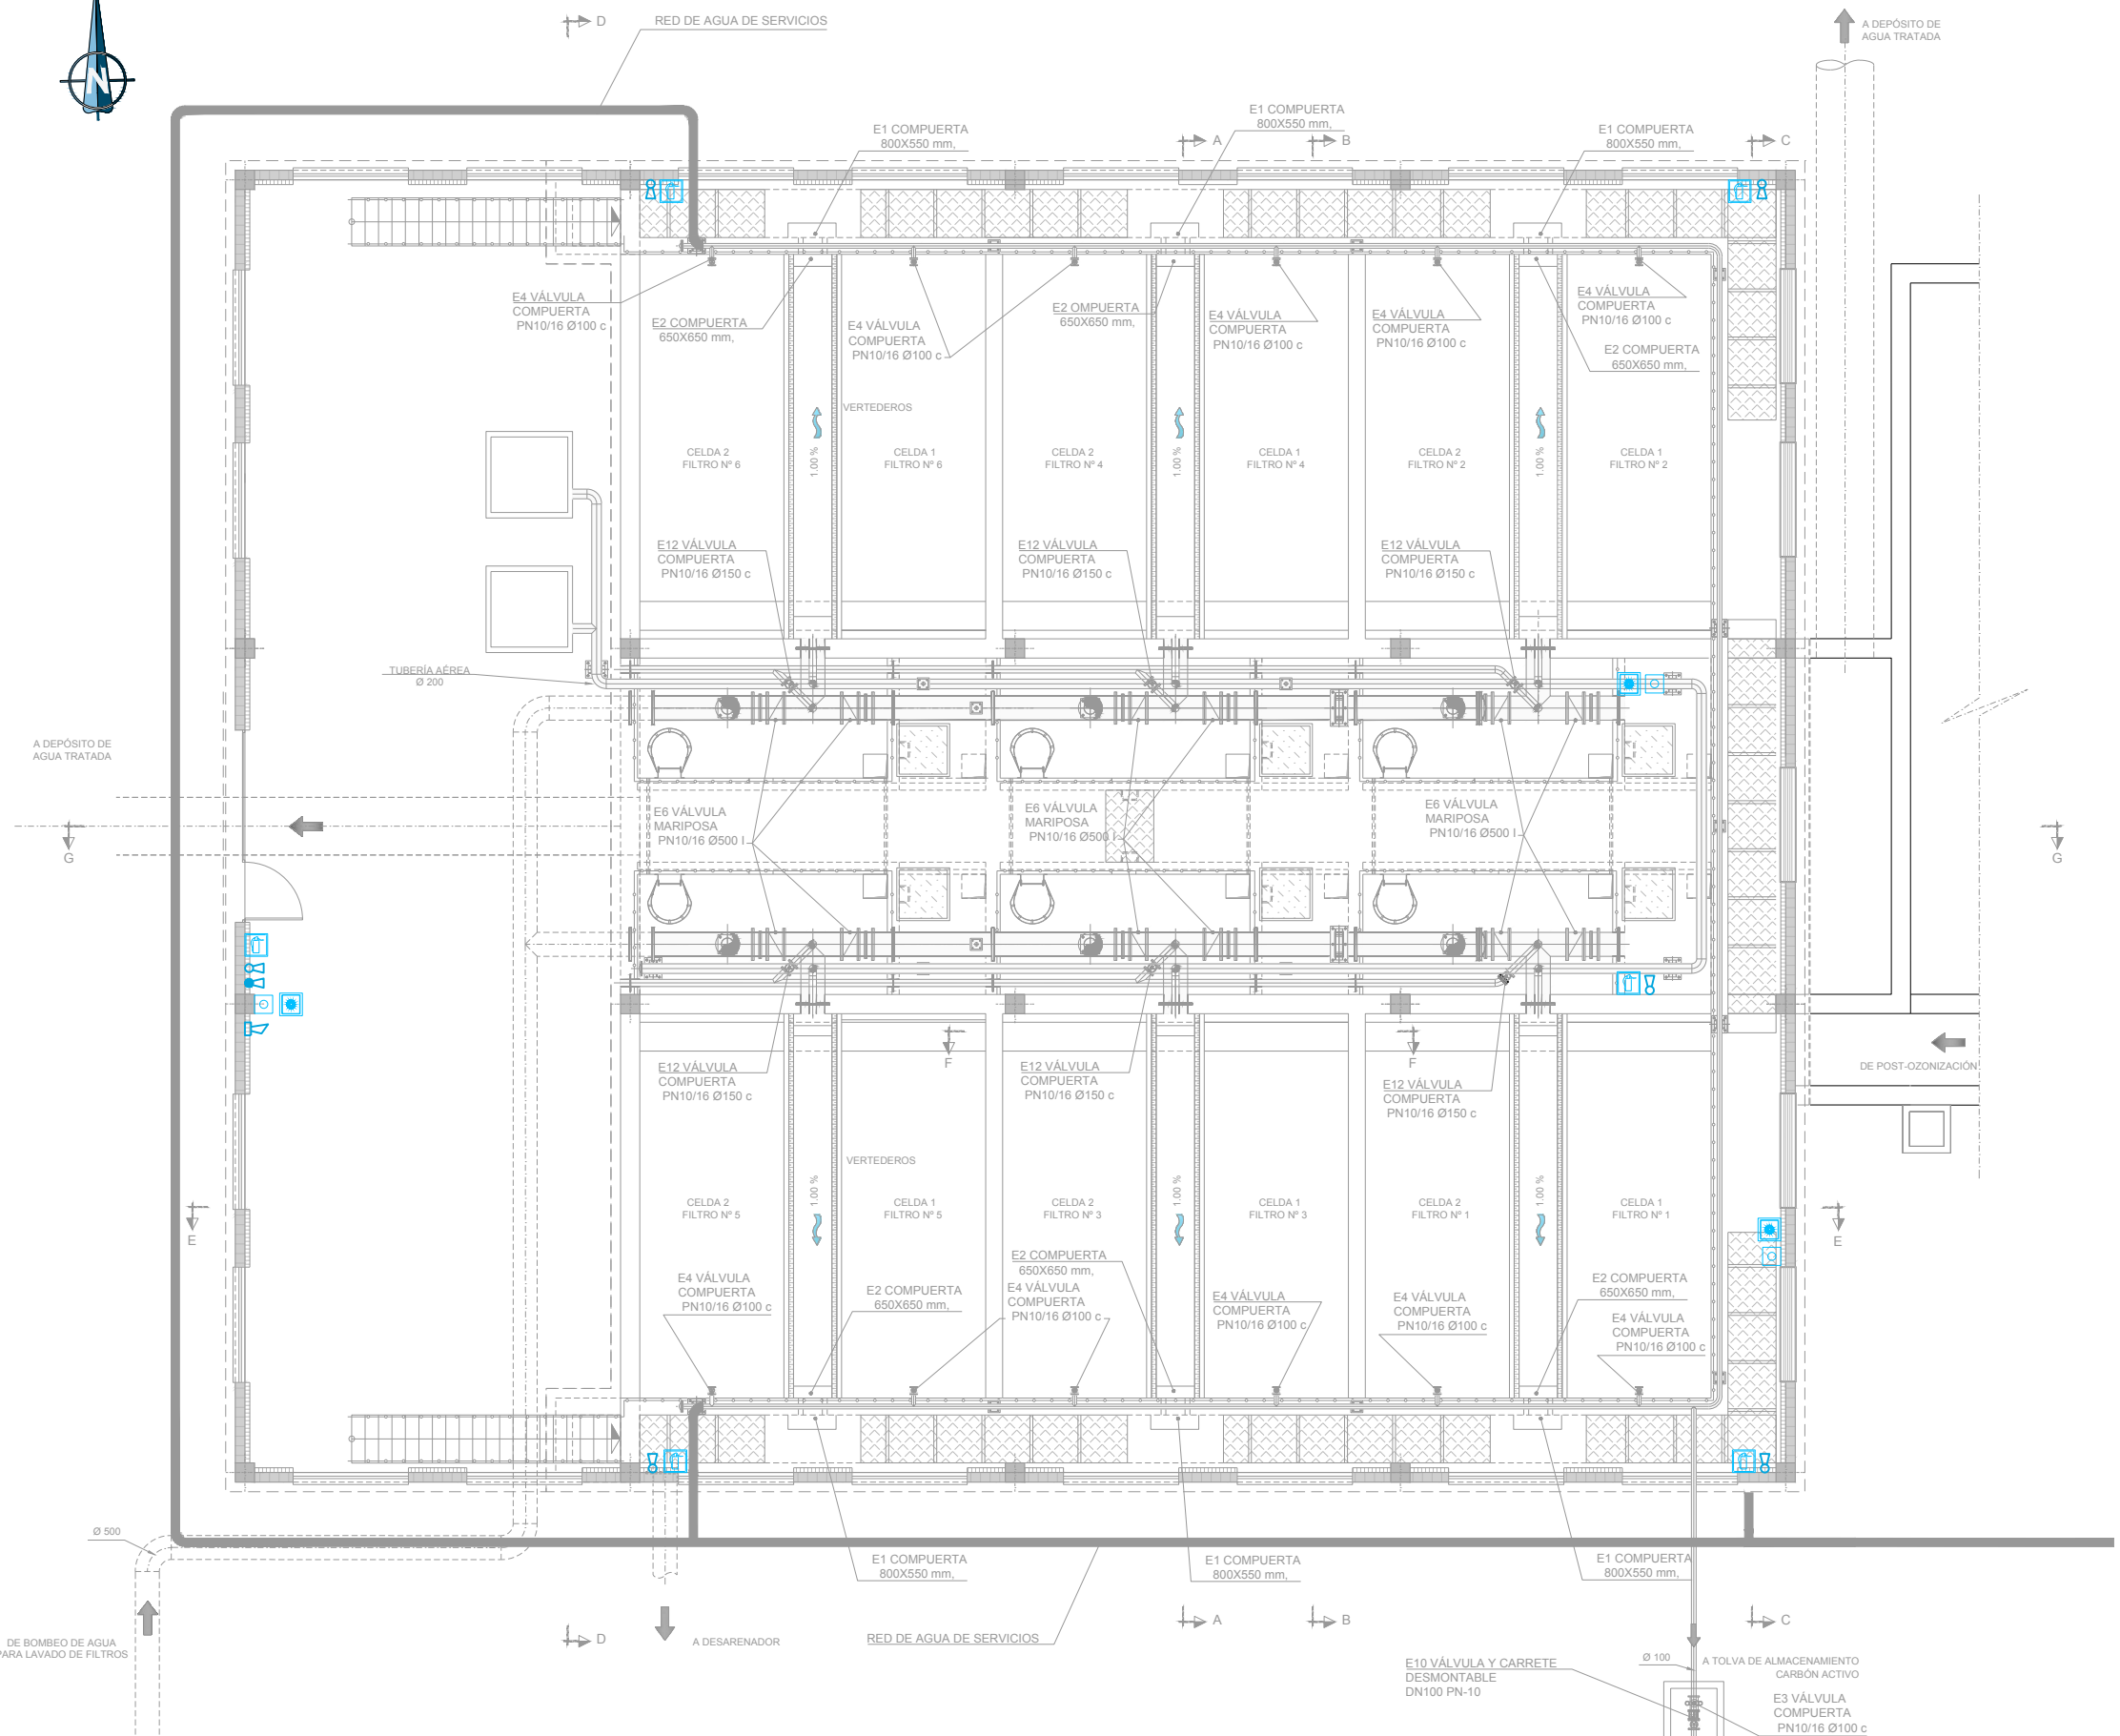 N
D
RED DE AGUA DE SERVICIOS
A DEPÓSITO DE
AGUA TRATADA
E1 COMPUERTA
800X550 mm,
E1 COMPUERTA
800X550 mm,
E1 COMPUERTA
800X550 mm,
A
B
C
E4 VÁLVULA
COMPUERTA
PN10/16 Ø100 c
E2 COMPUERTA
650X650 mm,
E4 VÁLVULA
COMPUERTA
PN10/16 Ø100 c
E2 OMPUERTA
650X650 mm,
E4 VÁLVULA
COMPUERTA
PN10/16 Ø100 c
E4 VÁLVULA
COMPUERTA
PN10/16 Ø100 c
E4 VÁLVULA
COMPUERTA
PN10/16 Ø100 c
E2 COMPUERTA
650X650 mm,
VERTEDEROS
CELDA 2
FILTRO Nº 6
1.00 %
CELDA 1
FILTRO Nº 6
CELDA 2
FILTRO Nº 4
1.00 %
CELDA 1
FILTRO Nº 4
CELDA 2
FILTRO Nº 2
1.00 %
CELDA 1
FILTRO Nº 2
E12 VÁLVULA
COMPUERTA
PN10/16 Ø150 c
E12 VÁLVULA
COMPUERTA
PN10/16 Ø150 c
E12 VÁLVULA
COMPUERTA
PN10/16 Ø150 c
TUBERÍA AÉREA
Ø 200
A DEPÓSITO DE
AGUA TRATADA
G
E6 VÁLVULA
MARIPOSA
PN10/16 Ø500 l
E6 VÁLVULA
MARIPOSA
PN10/16 Ø500 l
E6 VÁLVULA
MARIPOSA
PN10/16 Ø500 l
G
F
F
DE POST-OZONIZACIÓN
E12 VÁLVULA
COMPUERTA
PN10/16 Ø150 c
E12 VÁLVULA
COMPUERTA
PN10/16 Ø150 c
E12 VÁLVULA
COMPUERTA
PN10/16 Ø150 c
VERTEDEROS
CELDA 2
FILTRO Nº 5
1.00 %
CELDA 1
FILTRO Nº 5
CELDA 2
FILTRO Nº 3
1.00 %
CELDA 1
FILTRO Nº 3
CELDA 2
FILTRO Nº 1
1.00 %
CELDA 1
FILTRO Nº 1
E
E
E4 VÁLVULA
COMPUERTA
PN10/16 Ø100 c
E2 COMPUERTA
650X650 mm,
E2 COMPUERTA
650X650 mm,
E4 VÁLVULA
COMPUERTA
PN10/16 Ø100 c
E4 VÁLVULA
COMPUERTA
PN10/16 Ø100 c
E4 VÁLVULA
COMPUERTA
PN10/16 Ø100 c
E2 COMPUERTA
650X650 mm,
E4 VÁLVULA
COMPUERTA
PN10/16 Ø100 c
Ø 500
E1 COMPUERTA
800X550 mm,
E1 COMPUERTA
800X550 mm,
E1 COMPUERTA
800X550 mm,
DE BOMBEO DE AGUA
PARA LAVADO DE FILTROS
D
A DESARENADOR
RED DE AGUA DE SERVICIOS
A
B
C
E10 VÁLVULA Y CARRETE
DESMONTABLE
DN100 PN-10
Ø 100
A TOLVA DE ALMACENAMIENTO
CARBÓN ACTIVO
E3 VÁLVULA
COMPUERTA
PN10/16 Ø100 c